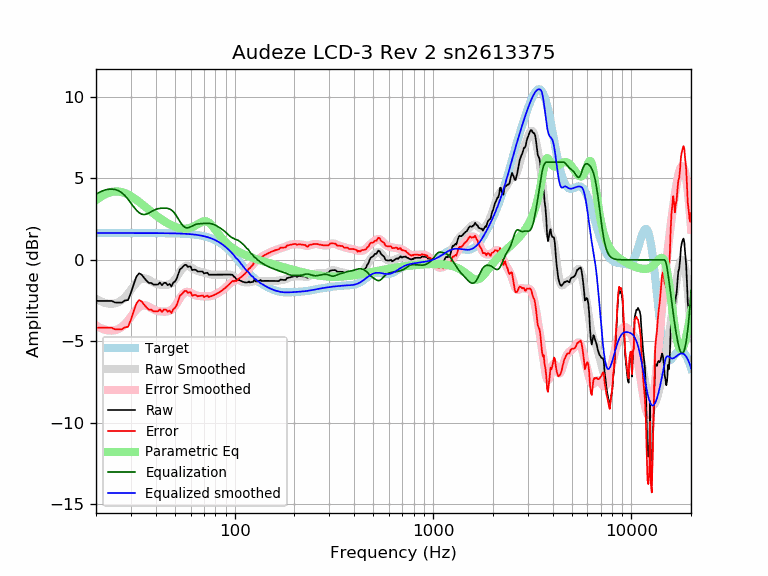 Audeze LCD-3 Rev 2 sn2613375
Amplitude (dBr)
10
5
0
−5
−10
−15
Target
Raw Smoothed
Error Smoothed
Raw
Error
Parametric Eq
Equalization
Equalized smoothed
100 1000 10000
Frequency (Hz)